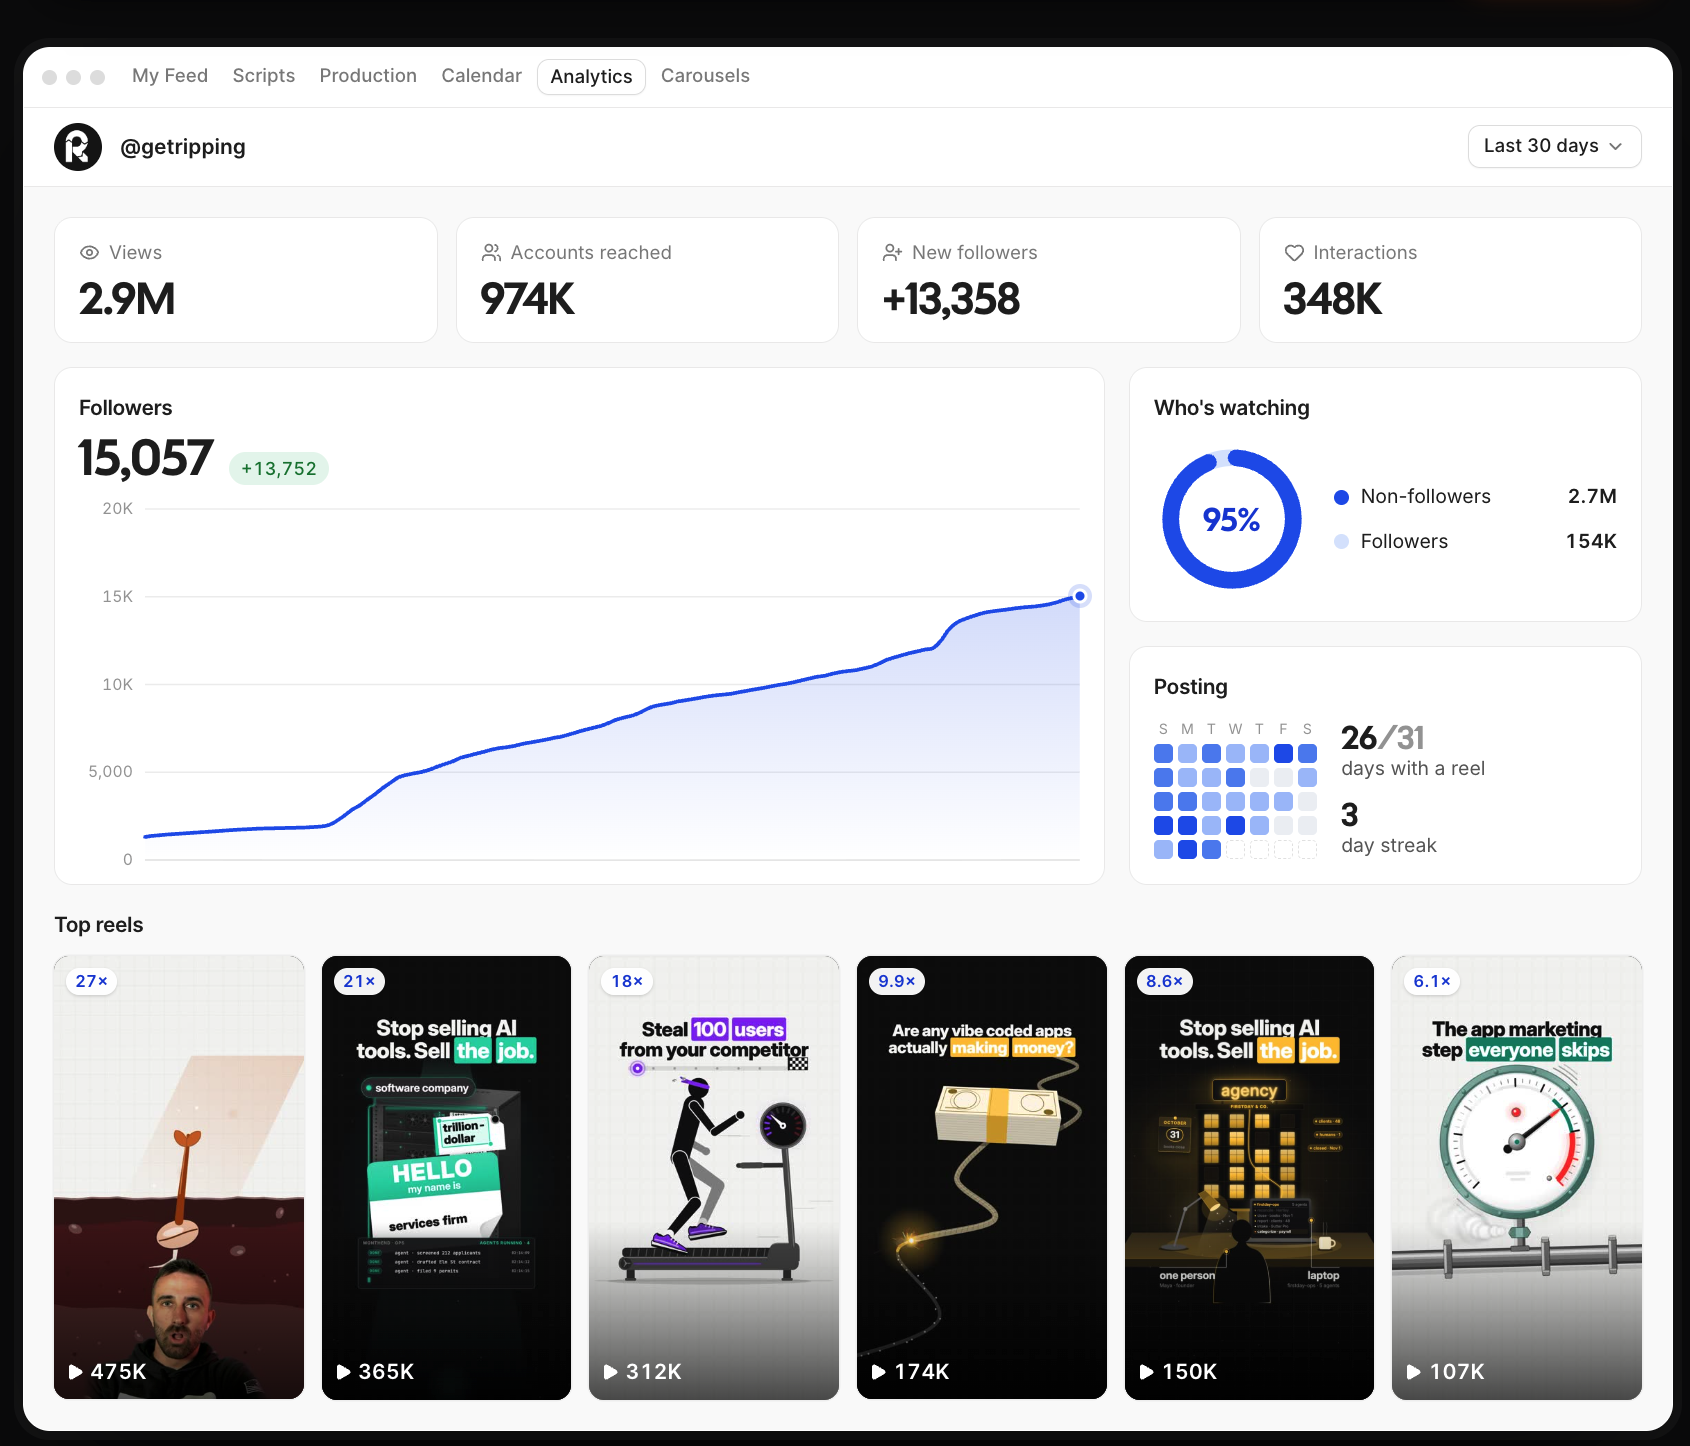 My Feed Scripts Production Calendar Analytics Carousels
@getripping
Last 30 days
Views
2.9M
Accounts reached
974K
New followers
+13,358
Interactions
348K
Followers
15,057 +13,752
20K
15K
10K
5,000
0
Who's watching
95%
Non-followers 2.7M
Followers 154K
Posting
S M T W T F S
26/31
days with a reel
3
day streak
Top reels
27×
475K
21×
Stop selling AI
tools. Sell the job.
software company
trillion-
dollar
HELLO
my name is
services firm
365K
18×
Steal 100 users
from your competitor
312K
9.9×
Are any vibe coded apps
actually making money?
174K
8.6×
Stop selling AI
tools. Sell the job.
agency
OCTOBER
31
one person
laptop
150K
6.1×
The app marketing
step everyone skips
107K